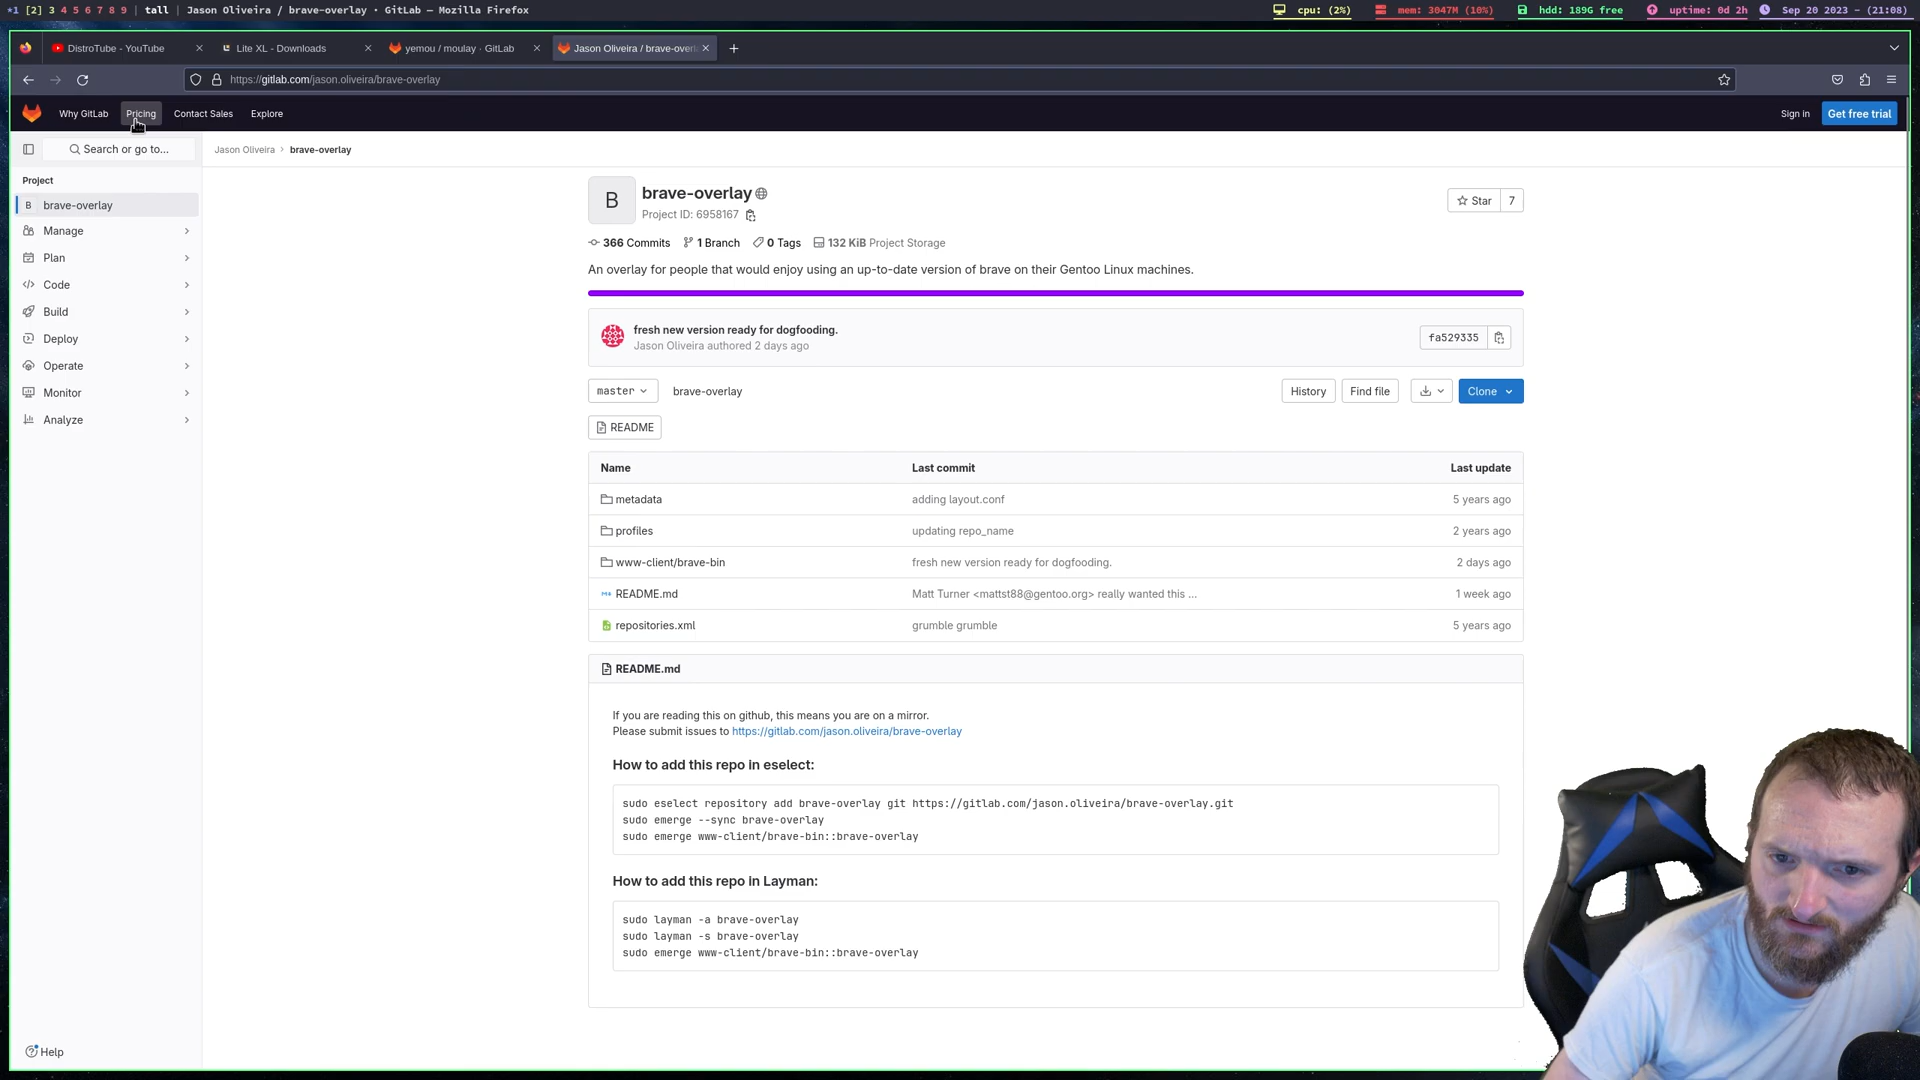 *1 [2] 3 4 5 6 7 8 9 | tall | Jason Oliveira / brave-overlay · GitLab — Mozilla Firefox
cpu: (2%) mem: 3047M (10%) hdd: 189G free uptime: 0d 2h Sep 20 2023 - (21:08)
DistroTube - YouTube
Lite XL - Downloads
yemou / moulay · GitLab
Jason Oliveira / brave-overl
https://gitlab.com/jason.oliveira/brave-overlay
Why GitLab Pricing Contact Sales Explore
Sign in Get free trial
Search or go to...
Jason Oliveira › brave-overlay
Project
B brave-overlay
Manage
Plan
Code
Build
Deploy
Operate
Monitor
Analyze
Help
B
brave-overlay
Project ID: 6958167
Star 7
366 Commits 1 Branch 0 Tags 132 KiB Project Storage
An overlay for people that would enjoy using an up-to-date version of brave on their Gentoo Linux machines.
fresh new version ready for dogfooding.
Jason Oliveira authored 2 days ago
fa529335
master brave-overlay
History Find file Clone
README
Name Last commit Last update
metadata adding layout.conf 5 years ago
profiles updating repo_name 2 years ago
www-client/brave-bin fresh new version ready for dogfooding. 2 days ago
README.md Matt Turner <mattst88@gentoo.org> really wanted this ... 1 week ago
repositories.xml grumble grumble 5 years ago
README.md
If you are reading this on github, this means you are on a mirror.
Please submit issues to https://gitlab.com/jason.oliveira/brave-overlay
How to add this repo in eselect:
sudo eselect repository add brave-overlay git https://gitlab.com/jason.oliveira/brave-overlay.git
sudo emerge --sync brave-overlay
sudo emerge www-client/brave-bin::brave-overlay
How to add this repo in Layman:
sudo layman -a brave-overlay
sudo layman -s brave-overlay
sudo emerge www-client/brave-bin::brave-overlay